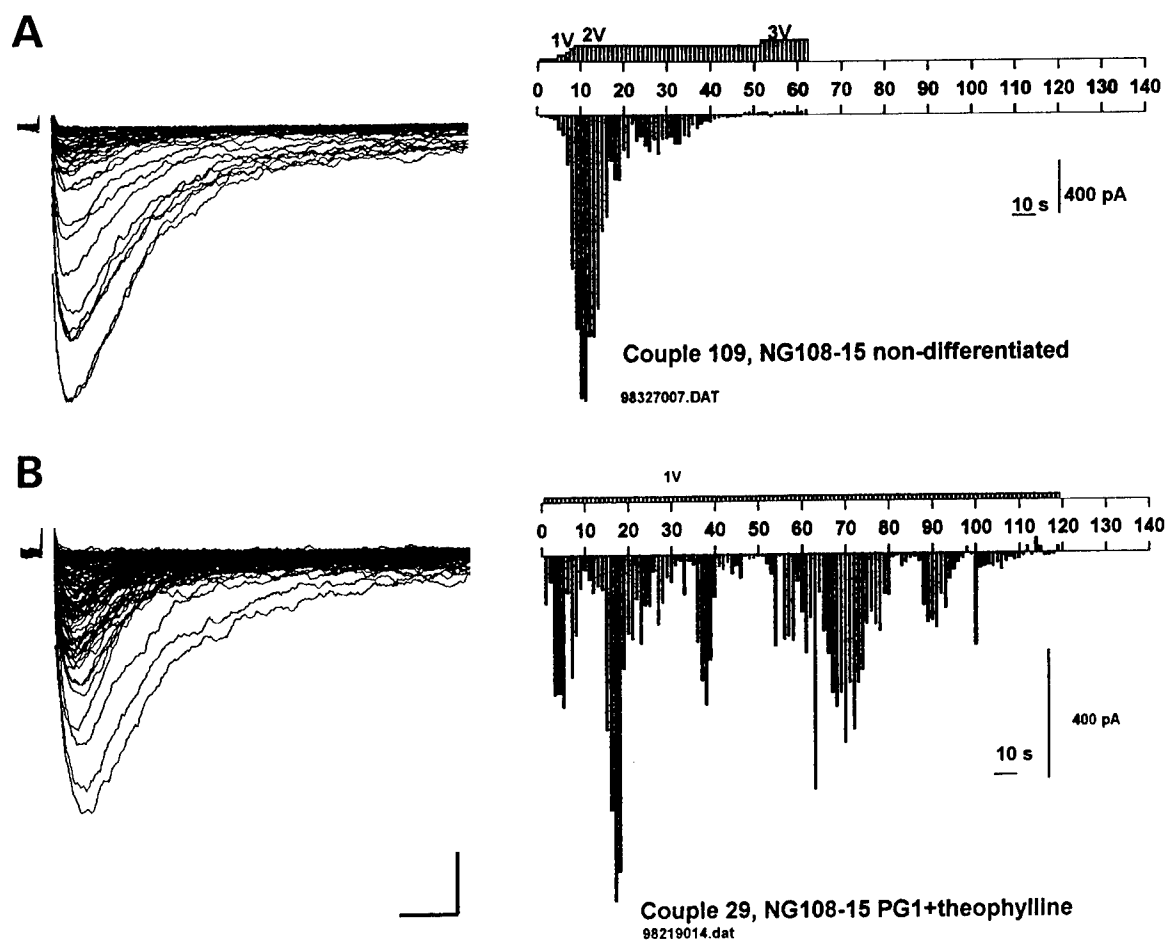 A
1V 2V 3V
0 10 20 30 40 50 60 70 80 90 100 110 120 130 140
10 s 400 pA
Couple 109, NG108-15 non-differentiated
98327007.DAT
B
1V
0 10 20 30 40 50 60 70 80 90 100 110 120 130 140
400 pA
10 s
Couple 29, NG108-15 PG1+theophylline
98219014.dat